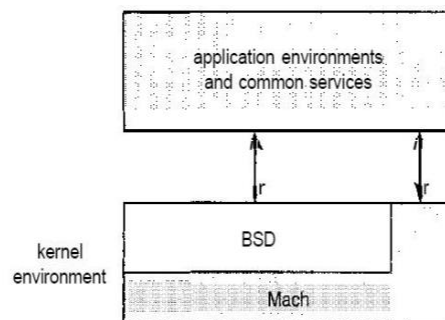 application environments
and common services
r
r
BSD
kernel
environment
Mach